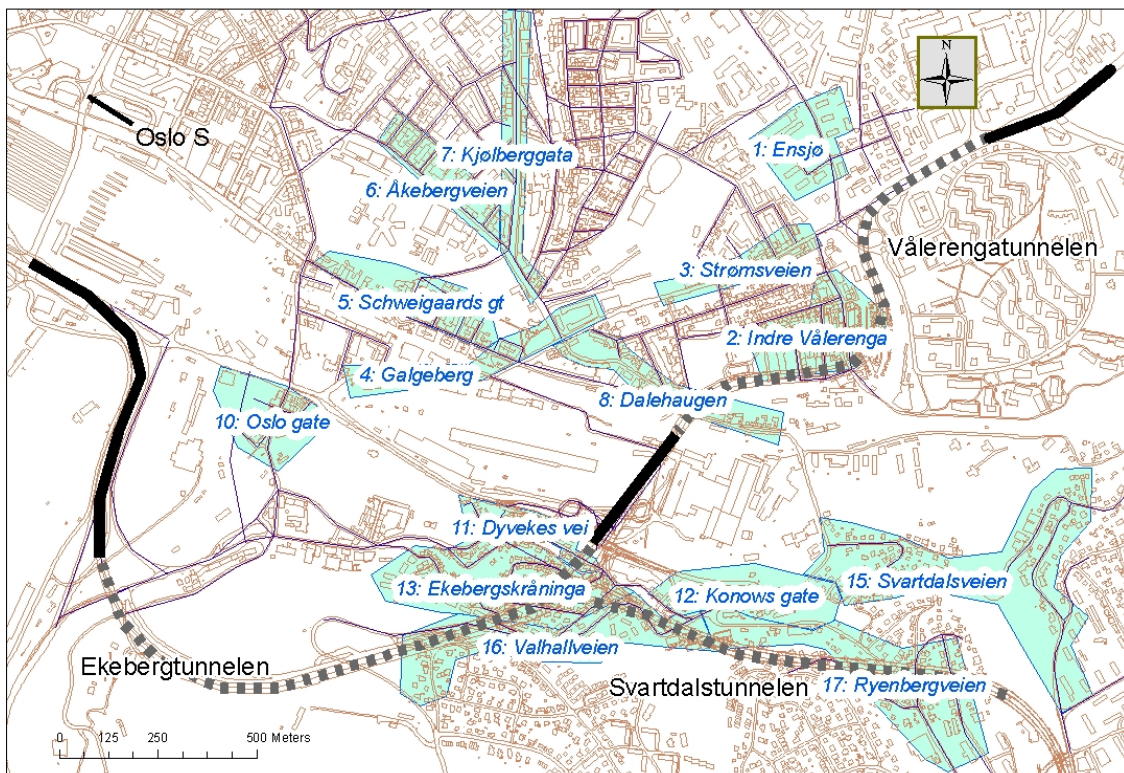 N
Oslo S
7: Kjølberggata
1: Ensjø
6: Åkebergveien
Vålerengatunnelen
3: Strømsveien
5: Schweigaards gt
2: Indre Vålerenga
4: Galgeberg
8: Dalehaugen
10: Oslo gate
11: Dyvekes vei
13: Ekebergskråninga
12: Konows gate
15: Svartdalsveien
16: Valhallveien
Ekebergtunnelen
Svartdalstunnelen
17: Ryenbergveien
0 125 250 500 Meters